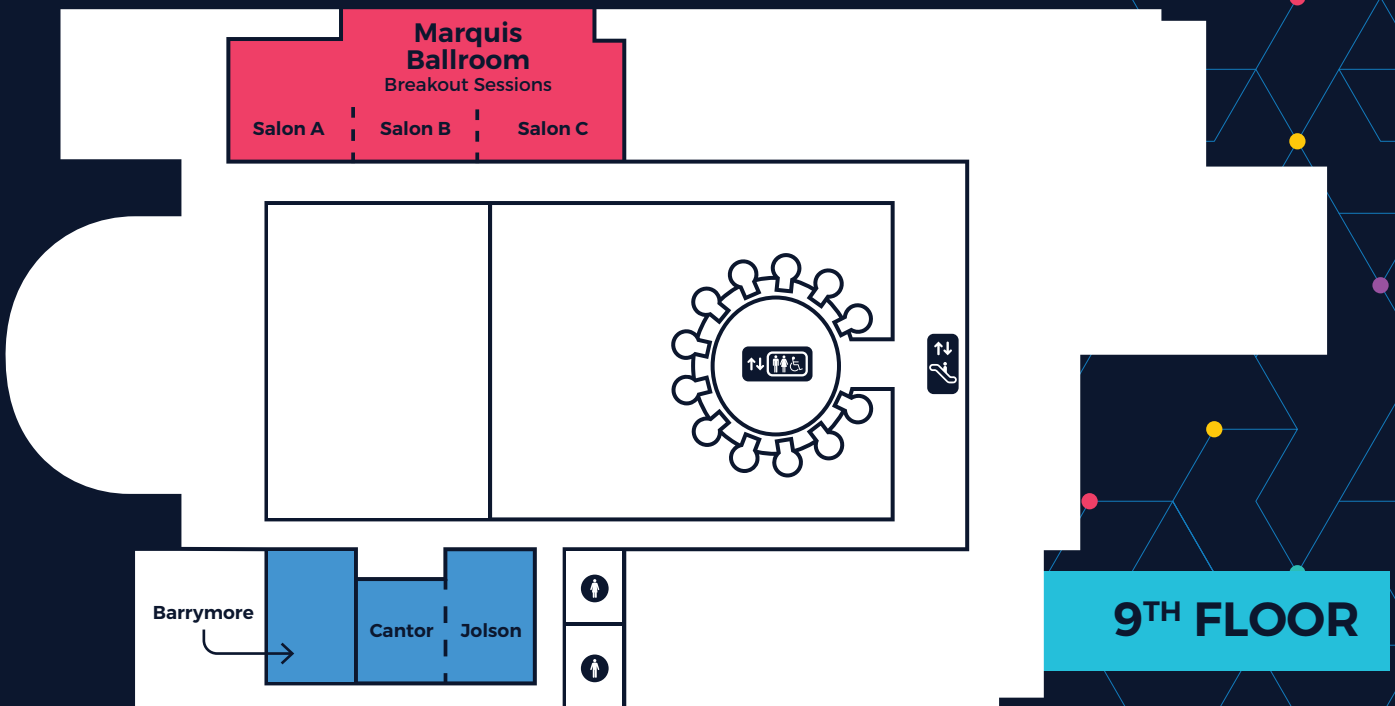 Marquis
Ballroom
Breakout Sessions
Salon A
Salon B
Salon C
Barrymore
Cantor
Jolson
9TH FLOOR